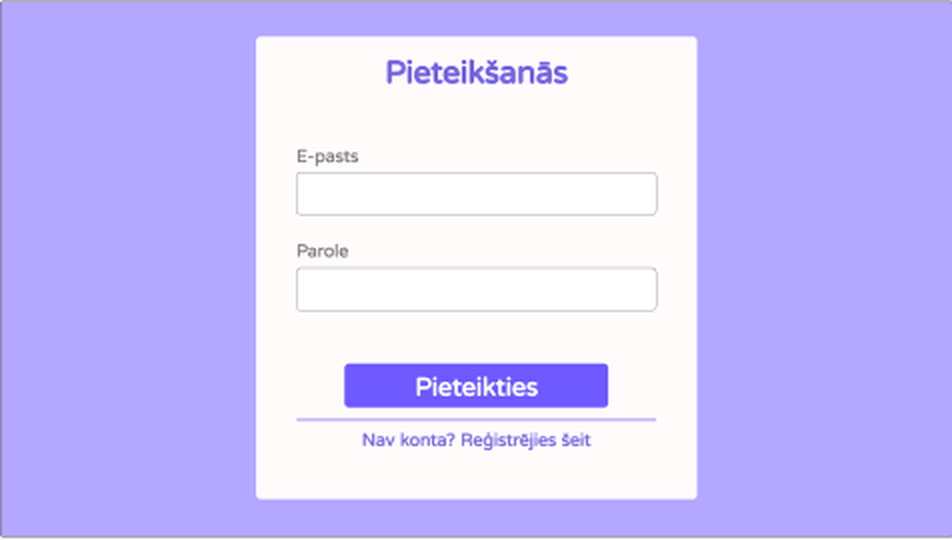 Pieteikšanās
E-pasts
Parole
Pieteikties
Nav konta? Reģistrējies šeit